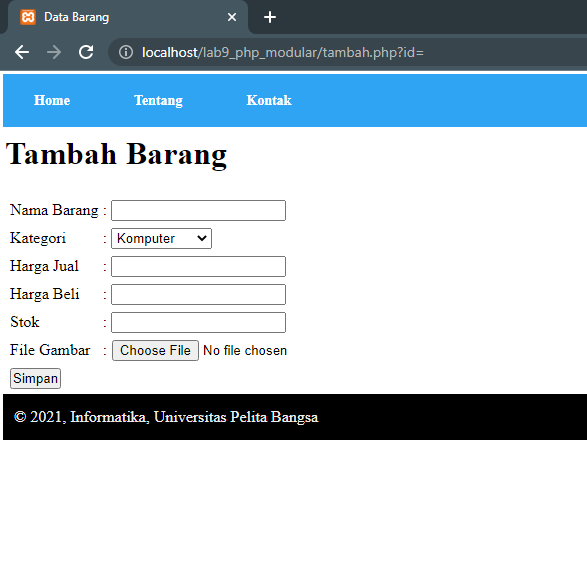 Data Barang
localhost/lab9_php_modular/tambah.php?id=
Home Tentang Kontak
Tambah Barang
Nama Barang :
Kategori : Komputer
Harga Jual :
Harga Beli :
Stok :
File Gambar : Choose File No file chosen
Simpan
© 2021, Informatika, Universitas Pelita Bangsa